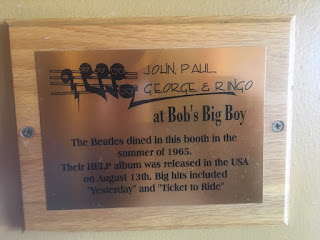 JOHN, PAUL
GEORGE & RINGO
at Bob's Big Boy
The Beatles dined in this booth in the
summer of 1965.
Their HELP album was released in the USA
on August 13th. Big hits included
"Yesterday" and "Ticket to Ride"